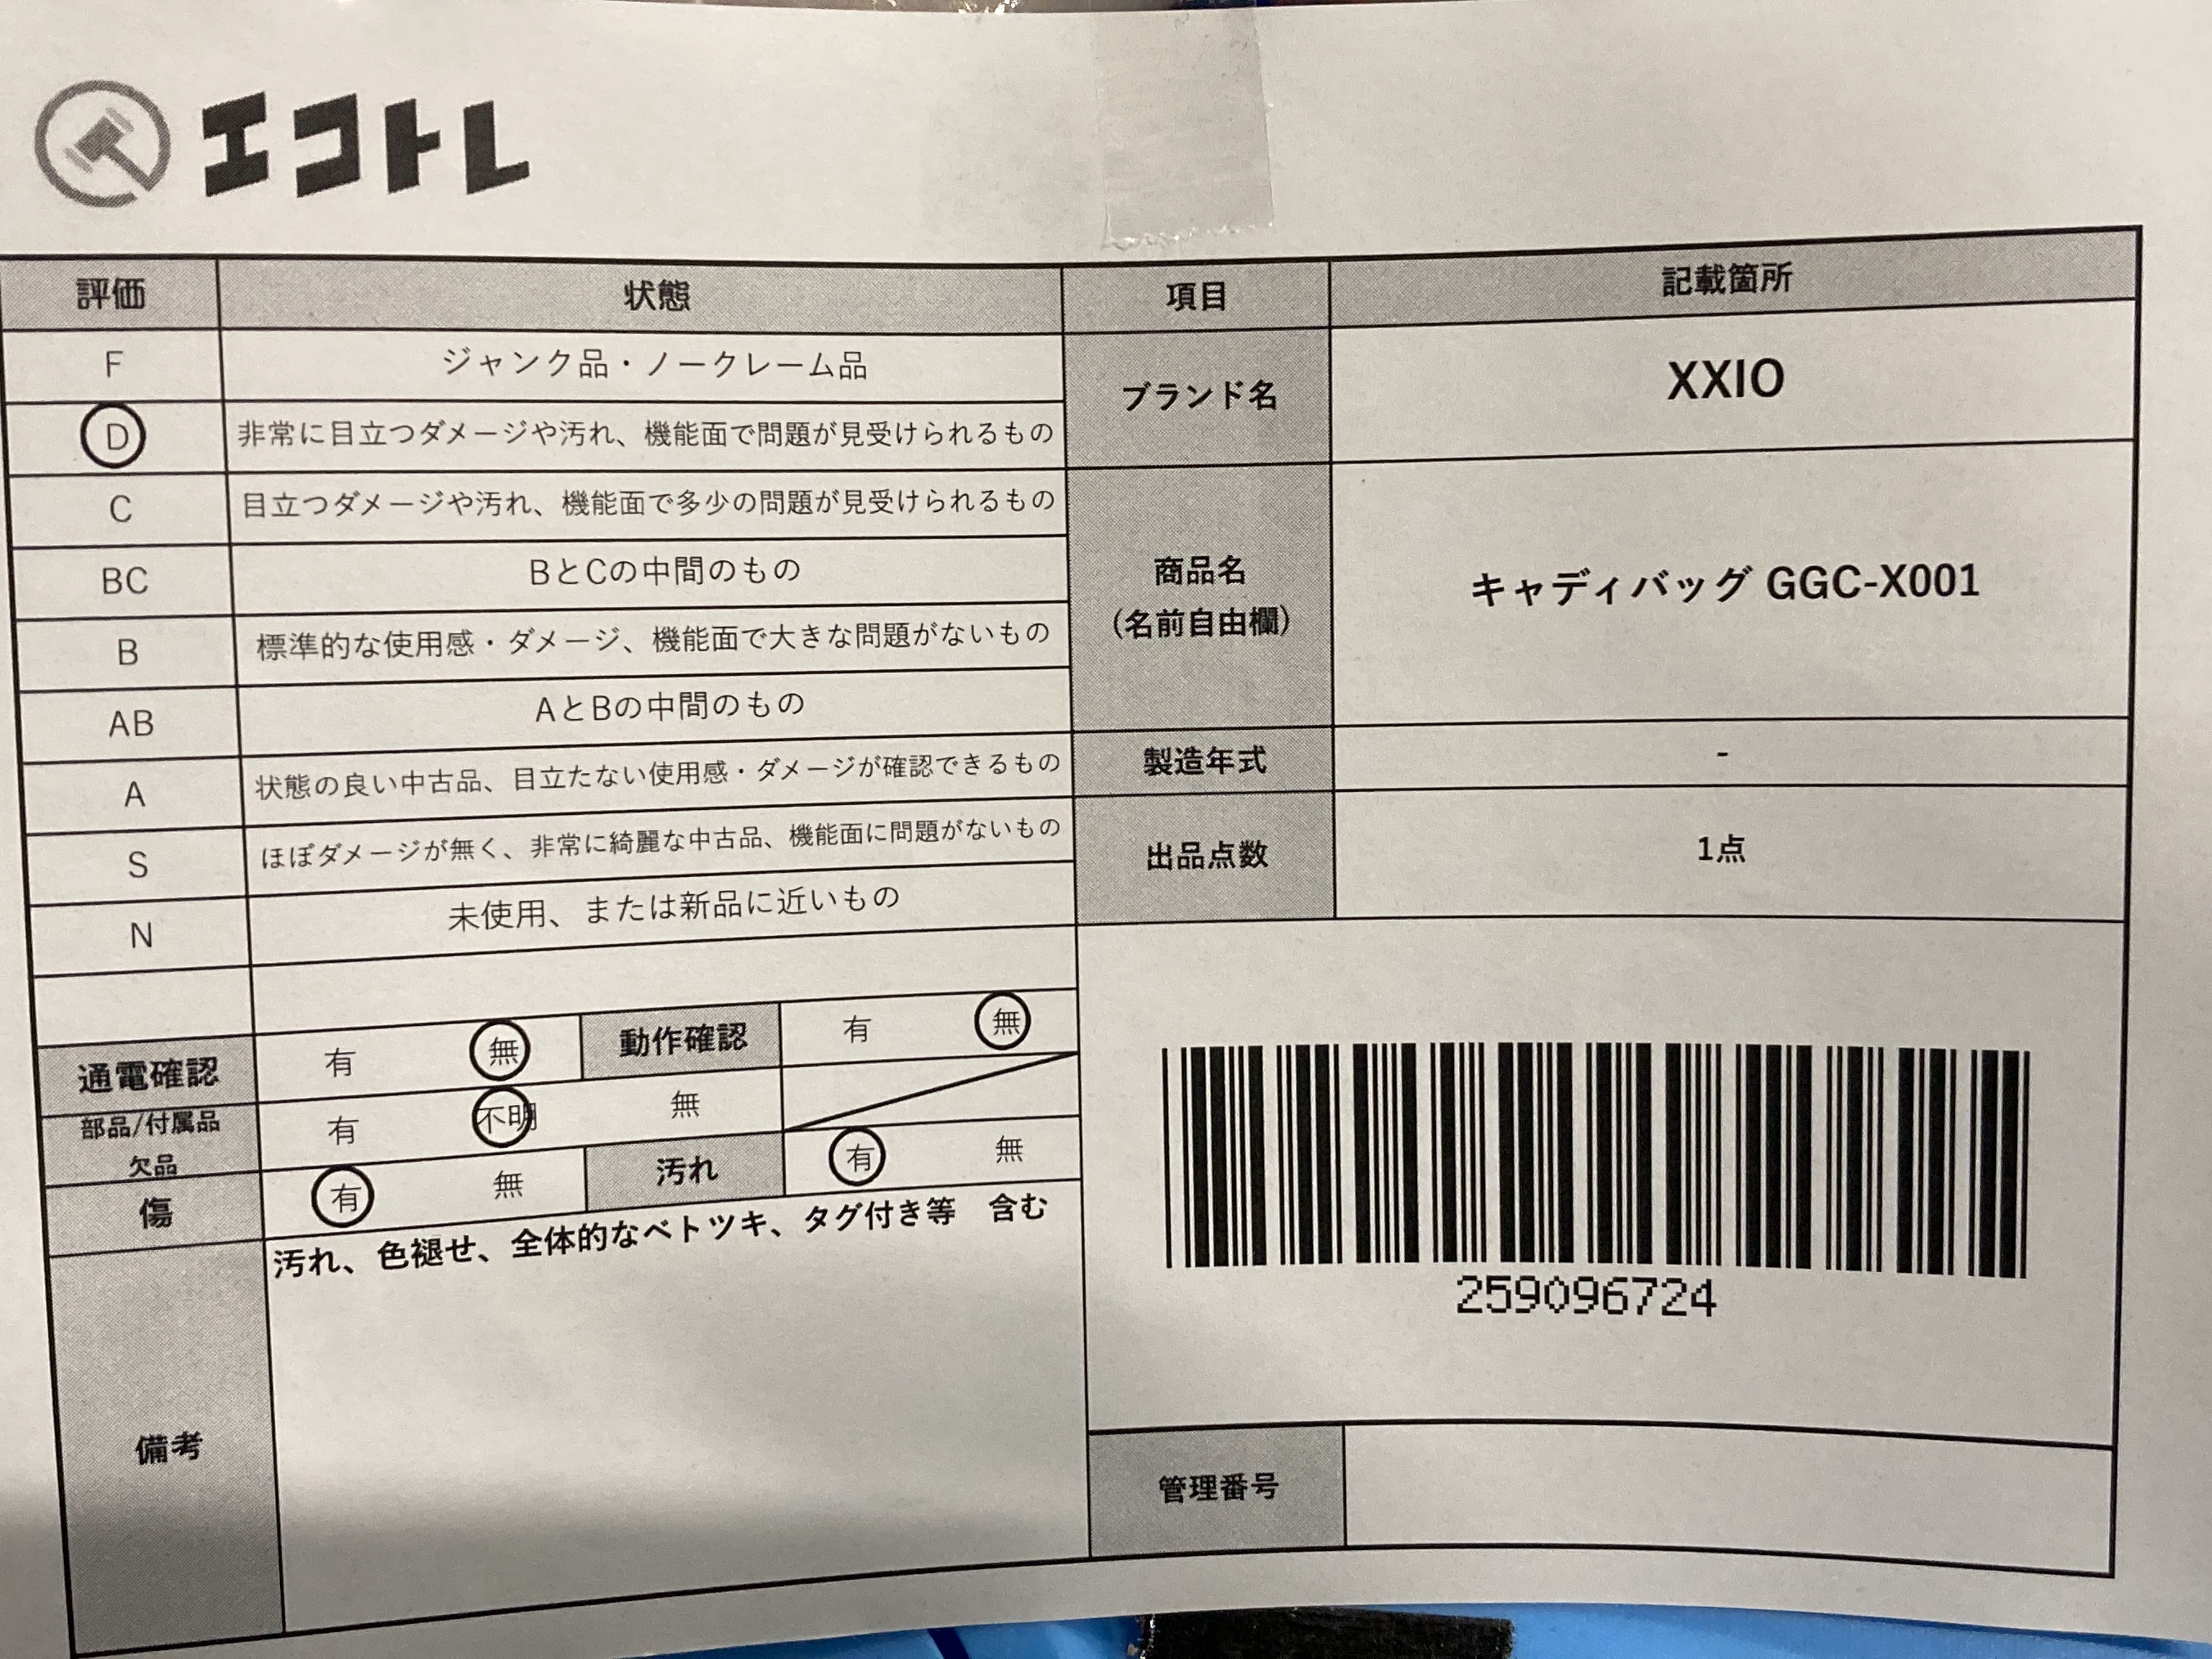 エコトレ
評価 状態
F ジャンク品・ノークレーム品
D 非常に目立つダメージや汚れ、機能面で問題が見受けられるもの
C 目立つダメージや汚れ、機能面で多少の問題が見受けられるもの
BC BとCの中間のもの
B 標準的な使用感・ダメージ、機能面で大きな問題がないもの
AB AとBの中間のもの
A 状態の良い中古品、目立たない使用感・ダメージが確認できるもの
S ほぼダメージが無く、非常に綺麗な中古品、機能面に問題がないもの
N 未使用、または新品に近いもの
通電確認 有 無 動作確認 有 無
部品/付属品
欠品 有 不明 無
傷 有 無 汚れ 有 無
備考 汚れ、色褪せ、全体的なベトツキ、タグ付き等 含む
項目 記載箇所
ブランド名 XXIO
商品名
(名前自由欄) キャディバッグ GGC-X001
製造年式 -
出品点数 1点
259096724
管理番号